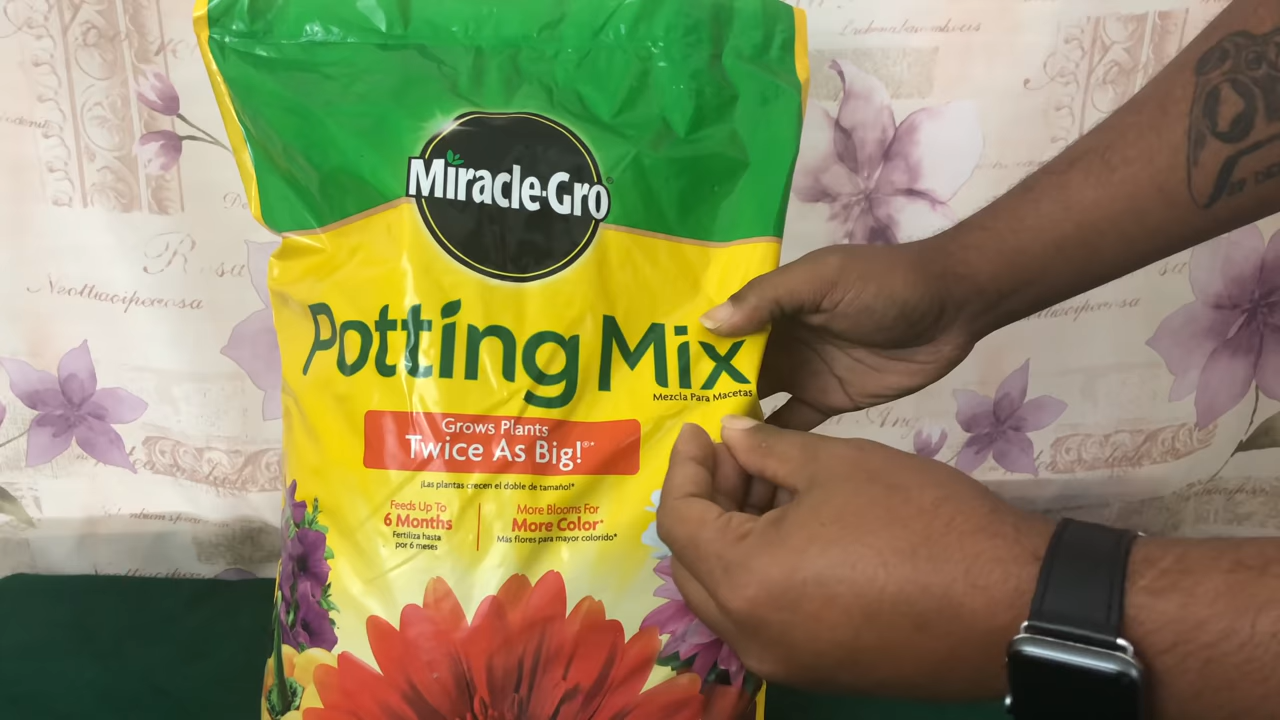 Miracle-Gro
Potting Mix
Mezcla Para Macetas
Grows Plants
Twice As Big!®*
¡Las plantas crecen el doble de tamaño!*
Feeds Up To
6 Months
Fertiliza hasta
por 6 meses
More Blooms For
More Color*
Más flores para mayor colorido*